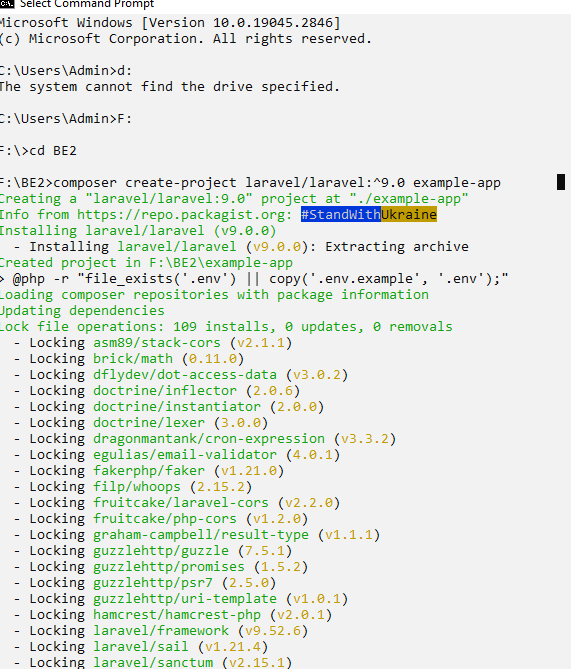 Select Command Prompt
Microsoft Windows [Version 10.0.19045.2846]
(c) Microsoft Corporation. All rights reserved.
C:\Users\Admin>d:
The system cannot find the drive specified.
C:\Users\Admin>F:
F:\>cd BE2
F:\BE2>composer create-project laravel/laravel:^9.0 example-app
Creating a "laravel/laravel:9.0" project at "./example-app"
Info from https://repo.packagist.org: #StandWithUkraine
Installing laravel/laravel (v9.0.0)
- Installing laravel/laravel (v9.0.0): Extracting archive
Created project in F:\BE2\example-app
> @php -r "file_exists('.env') || copy('.env.example', '.env');"
Loading composer repositories with package information
Updating dependencies
Lock file operations: 109 installs, 0 updates, 0 removals
- Locking asm89/stack-cors (v2.1.1)
- Locking brick/math (0.11.0)
- Locking dflydev/dot-access-data (v3.0.2)
- Locking doctrine/inflector (2.0.6)
- Locking doctrine/instantiator (2.0.0)
- Locking doctrine/lexer (3.0.0)
- Locking dragonmantank/cron-expression (v3.3.2)
- Locking egulias/email-validator (4.0.1)
- Locking fakerphp/faker (v1.21.0)
- Locking filp/whoops (2.15.2)
- Locking fruitcake/laravel-cors (v2.2.0)
- Locking fruitcake/php-cors (v1.2.0)
- Locking graham-campbell/result-type (v1.1.1)
- Locking guzzlehttp/guzzle (7.5.1)
- Locking guzzlehttp/promises (1.5.2)
- Locking guzzlehttp/psr7 (2.5.0)
- Locking guzzlehttp/uri-template (v1.0.1)
- Locking hamcrest/hamcrest-php (v2.0.1)
- Locking laravel/framework (v9.52.6)
- Locking laravel/sail (v1.21.4)
- Locking laravel/sanctum (v2.15.1)